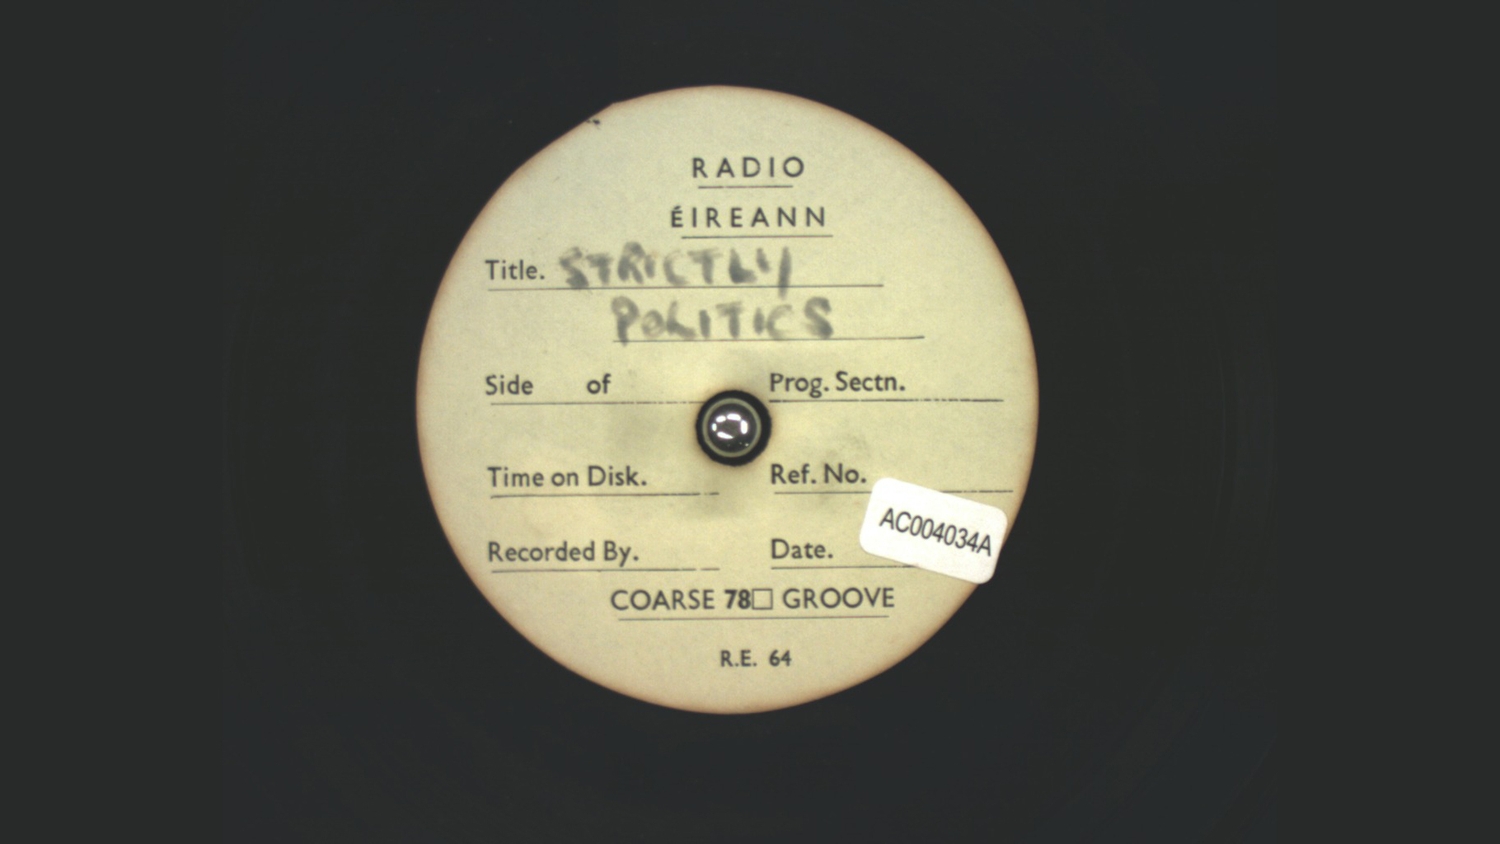 RADIO
ÉIREANN
Title. STRICTLY
POLITICS
Side of Prog. Sectn.
Time on Disk. Ref. No.
AC004034A
Recorded By. Date.
COARSE 78☐ GROOVE
R.E. 64